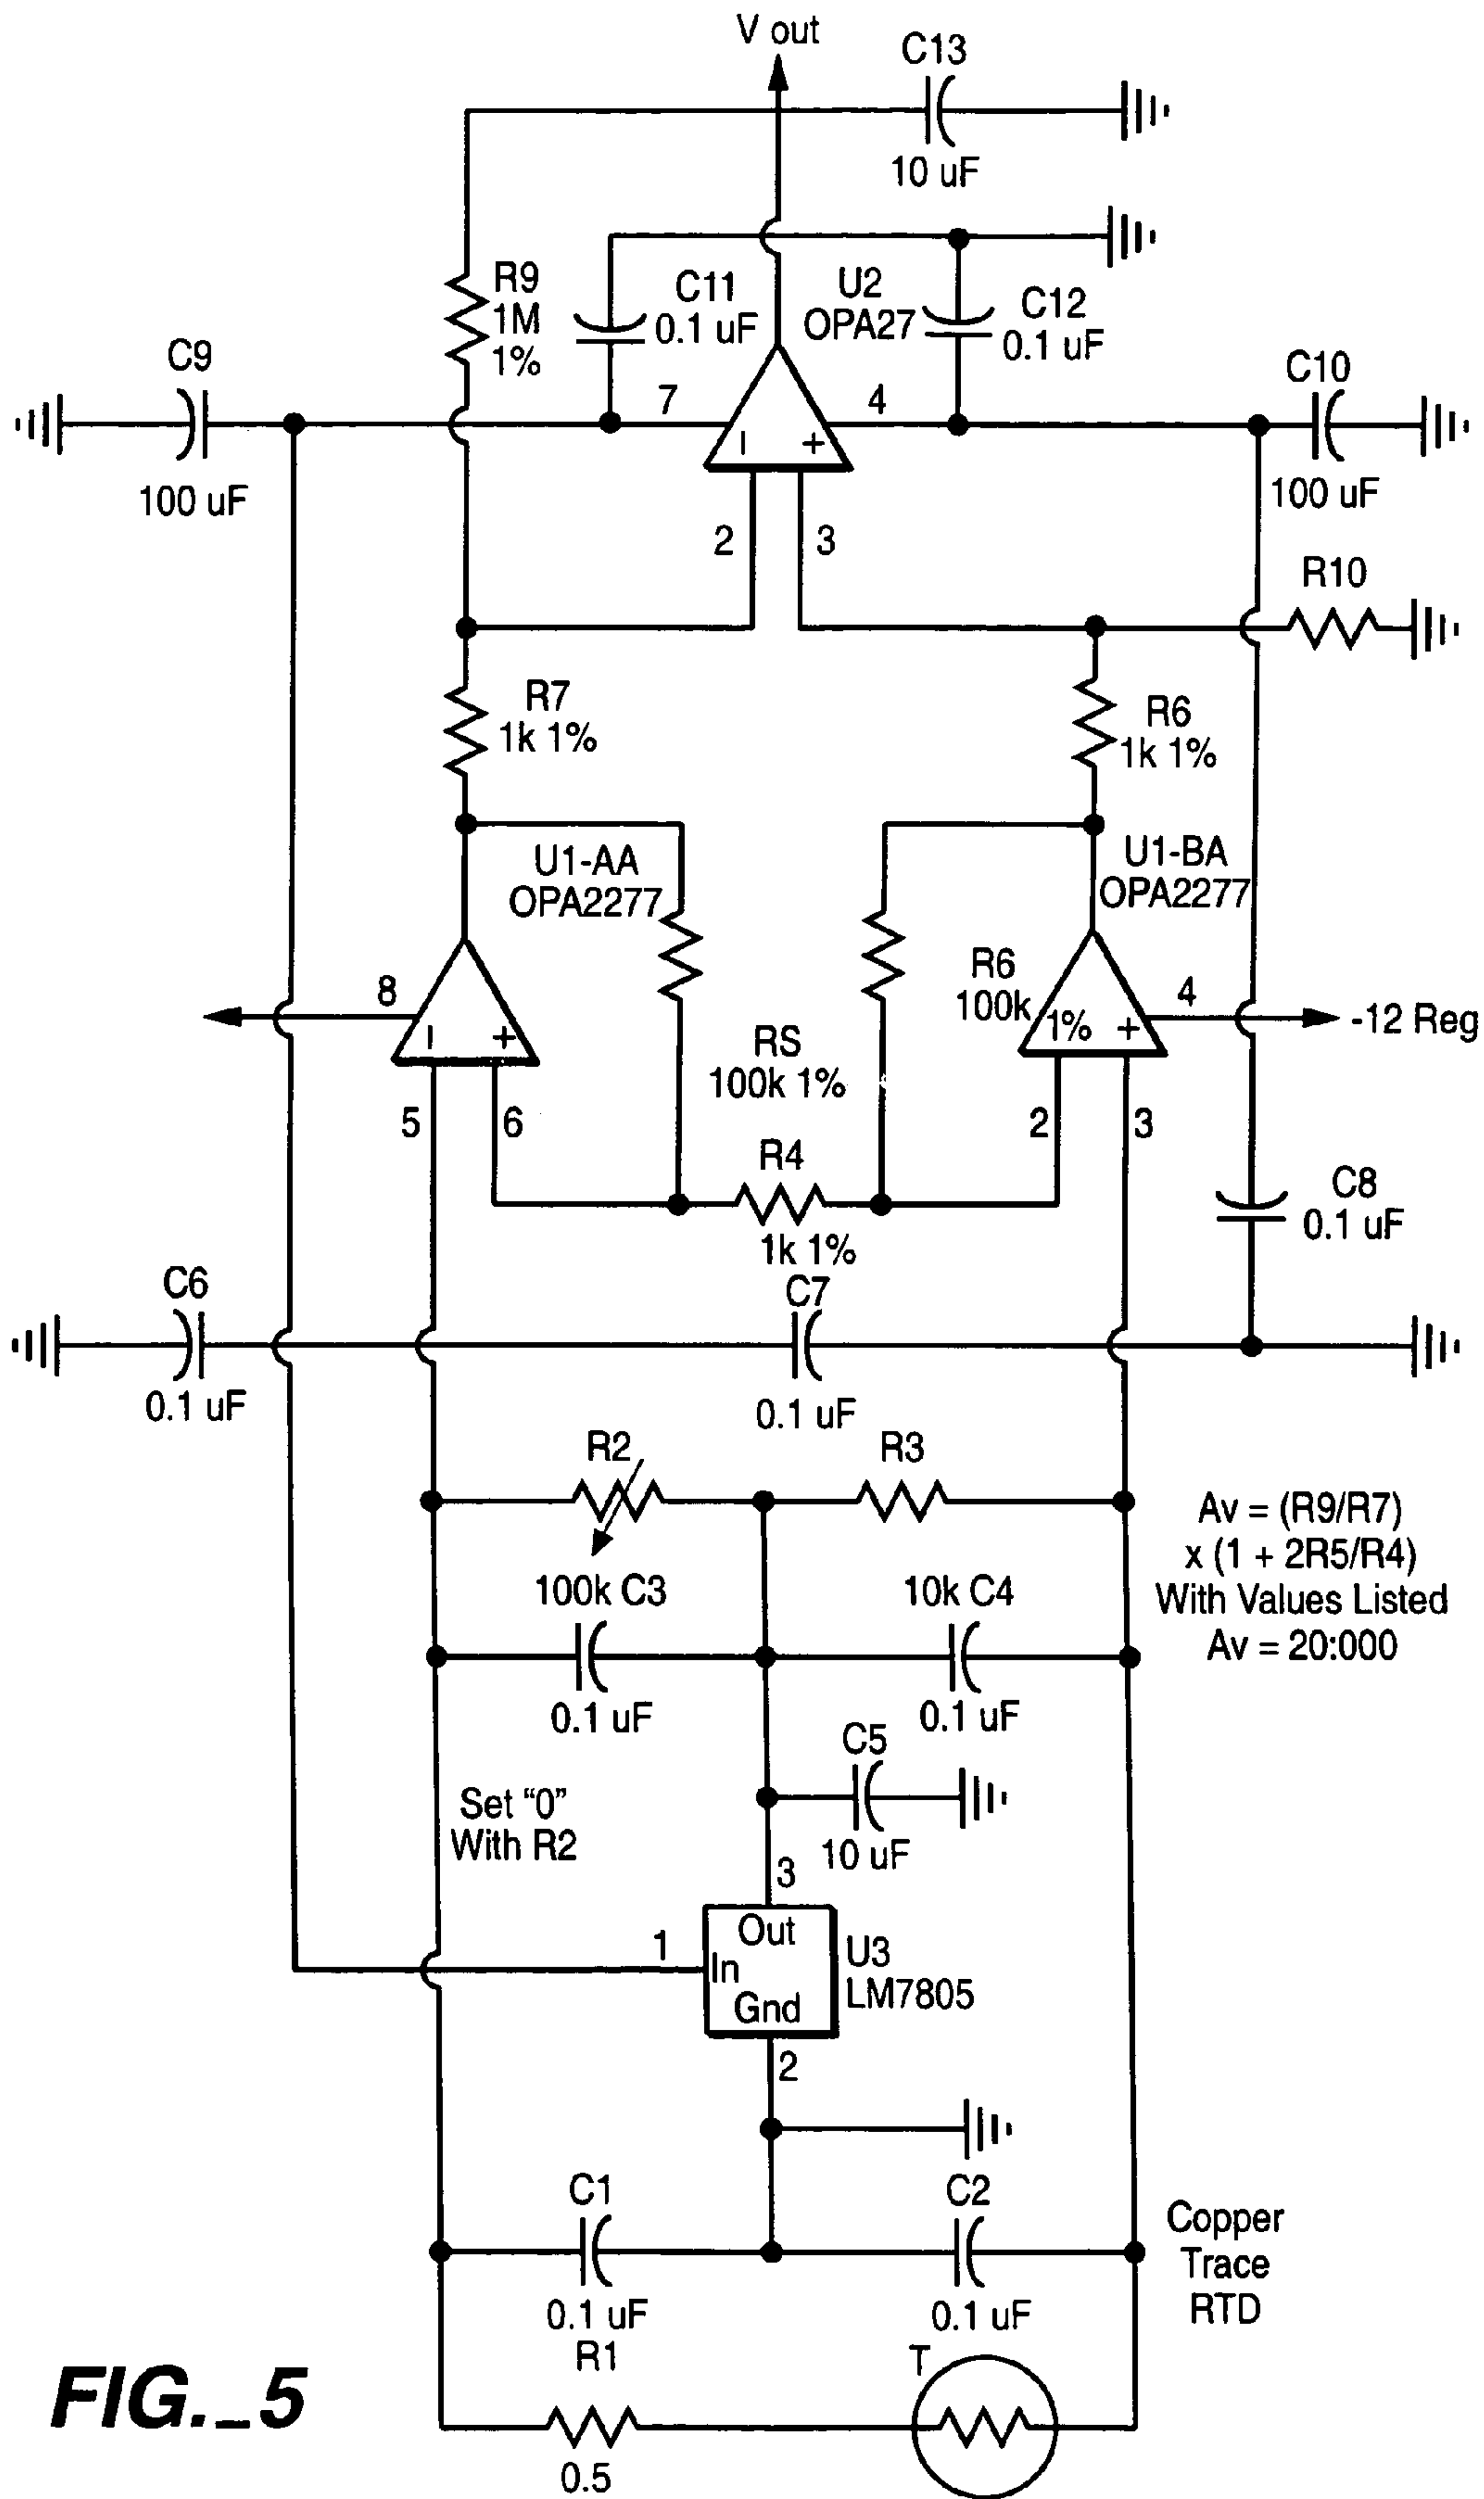 V out
C13
10 uF
R9
1M
1%
C11
0.1 uF
U2
OPA27
C12
0.1 uF
C9
100 uF
C10
100 uF
7
4
– +
2
3
R10
R7
1k 1%
R6
1k 1%
U1-AA
OPA2277
U1-BA
OPA2277
8
– +
R6
100k
1% +
4
-12 Reg
RS
100k 1%
5
6
2
3
R4
1k 1%
C8
0.1 uF
C6
0.1 uF
C7
0.1 uF
R2
R3
100k C3
10k C4
0.1 uF
0.1 uF
Av = (R9/R7)
x (1 + 2R5/R4)
With Values Listed
Av = 20:000
C5
10 uF
Set “0”
With R2
3
1
Out
In
Gnd
U3
LM7805
2
C1
0.1 uF
C2
0.1 uF
Copper
Trace
RTD
R1
0.5
T
FIG._5